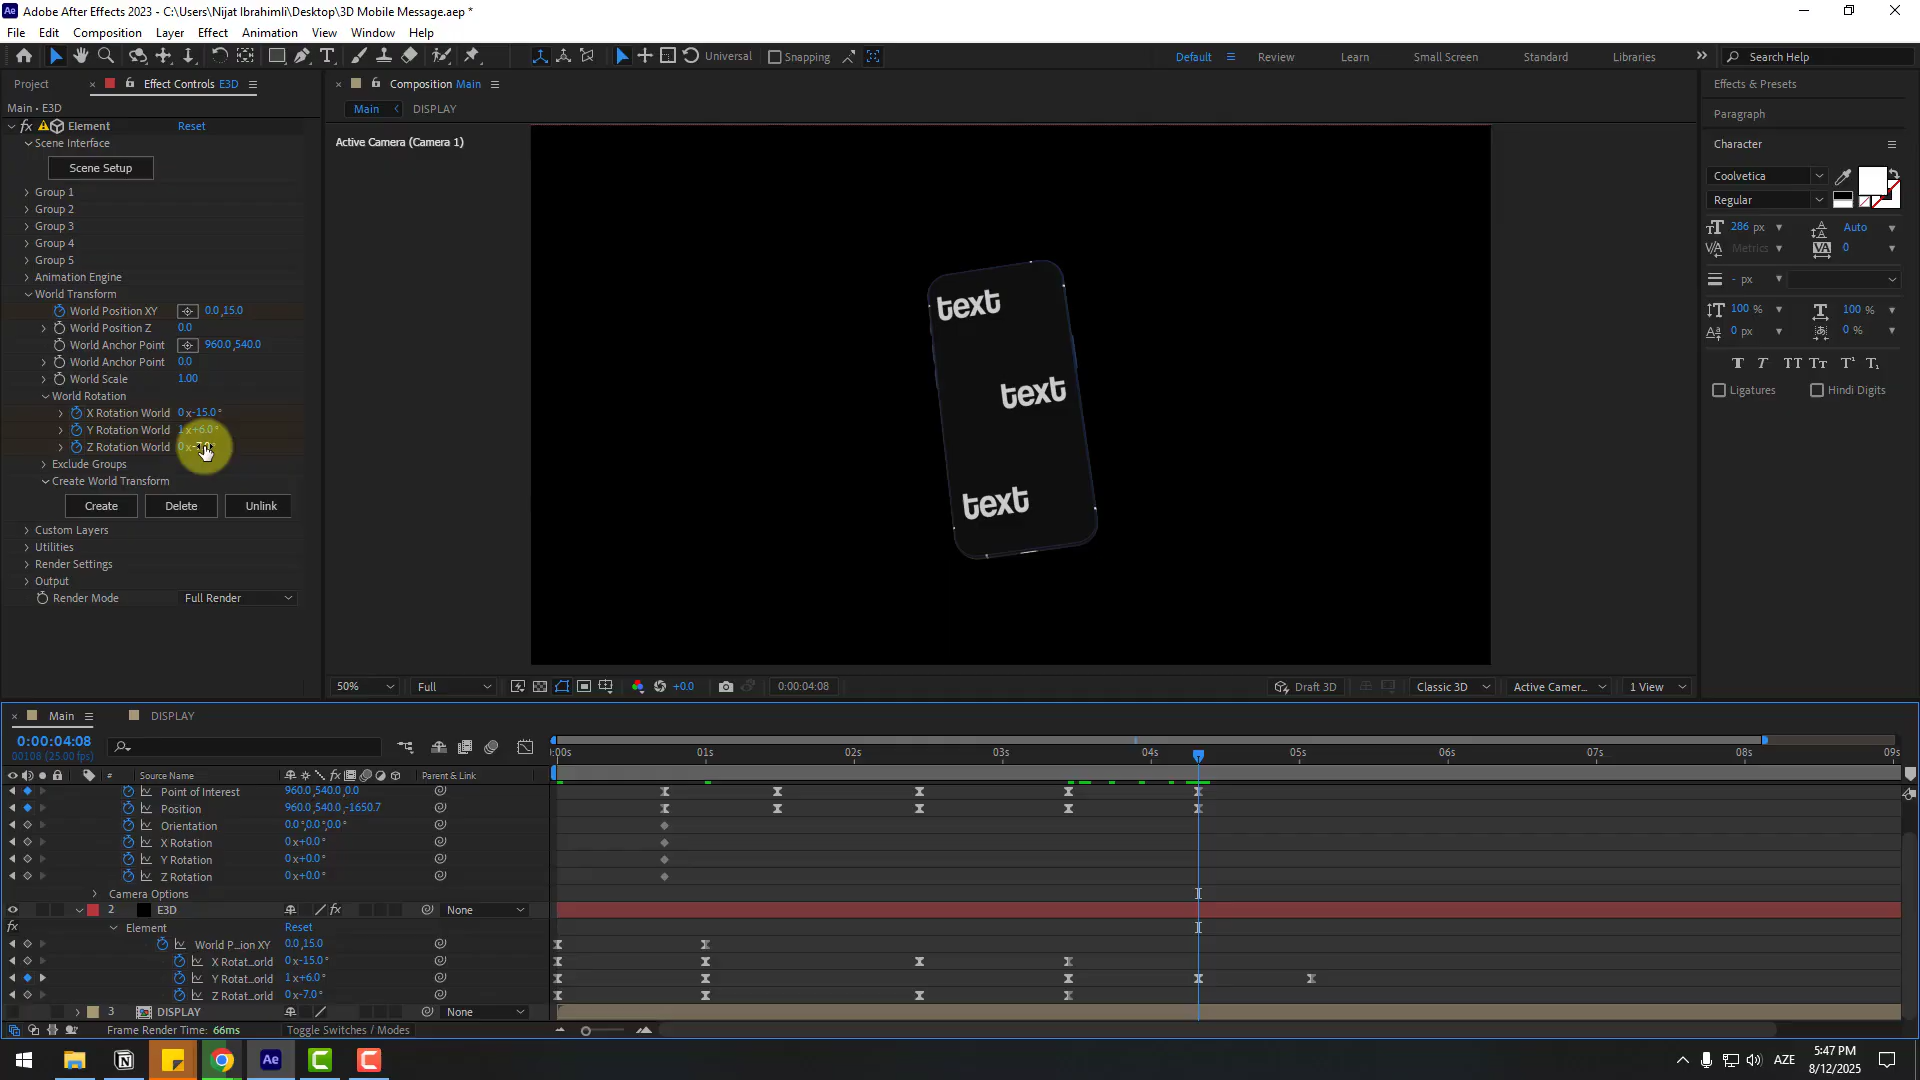 Adobe After Effects 2023 - C:\Users\Nijat Ibrahimli\Desktop\3D Mobile Message.aep *
File Edit Composition Layer Effect Animation View Window Help
Universal Snapping Default Review Learn Small Screen Standard Libraries Search Help
Project Effect Controls E3D
Main • E3D
Element Reset
Scene Interface
Scene Setup
Group 1
Group 2
Group 3
Group 4
Group 5
Animation Engine
World Transform
World Position XY 0.0,15.0
World Position Z 0.0
World Anchor Point 960.0,540.0
World Anchor Point 0.0
World Scale 1.00
World Rotation
X Rotation World 0x-15.0°
Y Rotation World 1x+6.0°
Z Rotation World
Exclude Groups
Create World Transform
Create Delete Unlink
Custom Layers
Utilities
Render Settings
Output
Render Mode Full Render
Composition Main
Main DISPLAY
Active Camera (Camera 1)
text
text
text
50% Full +0.0 0:00:04:08 Draft 3D Classic 3D Active Camer... 1 View
Effects & Presets
Paragraph
Character
Coolvetica
Regular
286 px Auto
Metrics 0
- px
100 % 100 %
0 px 0 %
Ligatures Hindi Digits
Main DISPLAY
0:00:04:08
00108 (25.00 fps)
:00s 01s 02s 03s 04s 05s 06s 07s 08s 09s
# Source Name Parent & Link
Point of Interest 960.0,540.0,0.0
Position 960.0,540.0,-1650.7
Orientation 0.0°,0.0°,0.0°
X Rotation 0x+0.0°
Y Rotation 0x+0.0°
Z Rotation 0x+0.0°
Camera Options
2 E3D None
Element Reset
World P...ion XY 0.0,15.0
X Rotat...orld 0x-15.0°
Y Rotat...orld 1x+6.0°
Z Rotat...orld 0x-7.0°
3 DISPLAY None
Frame Render Time: 66ms Toggle Switches / Modes
AZE
5:47 PM
8/12/2025